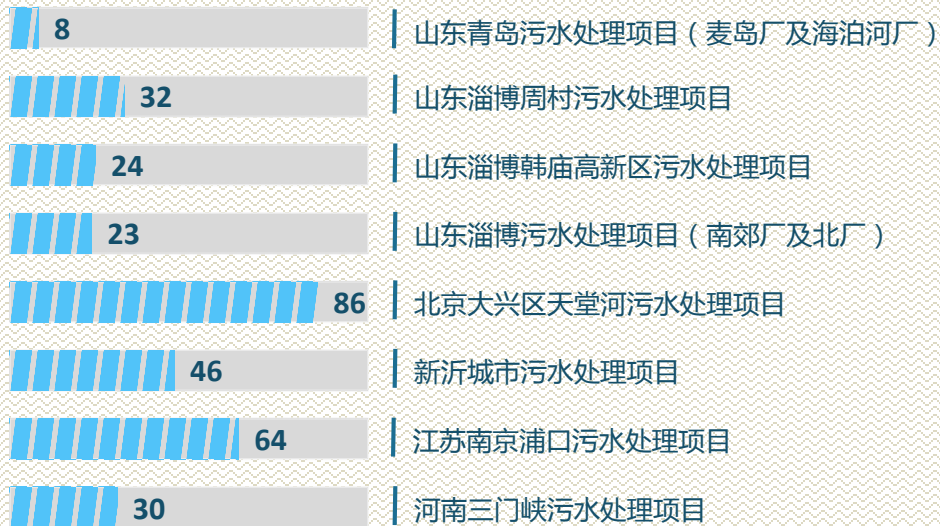 8 山东青岛污水处理项目（麦岛厂及海泊河厂）
32 山东淄博周村污水处理项目
24 山东淄博韩庙高新区污水处理项目
23 山东淄博污水处理项目（南郊厂及北厂）
86 北京大兴区天堂河污水处理项目
46 新沂城市污水处理项目
64 江苏南京浦口污水处理项目
30 河南三门峡污水处理项目